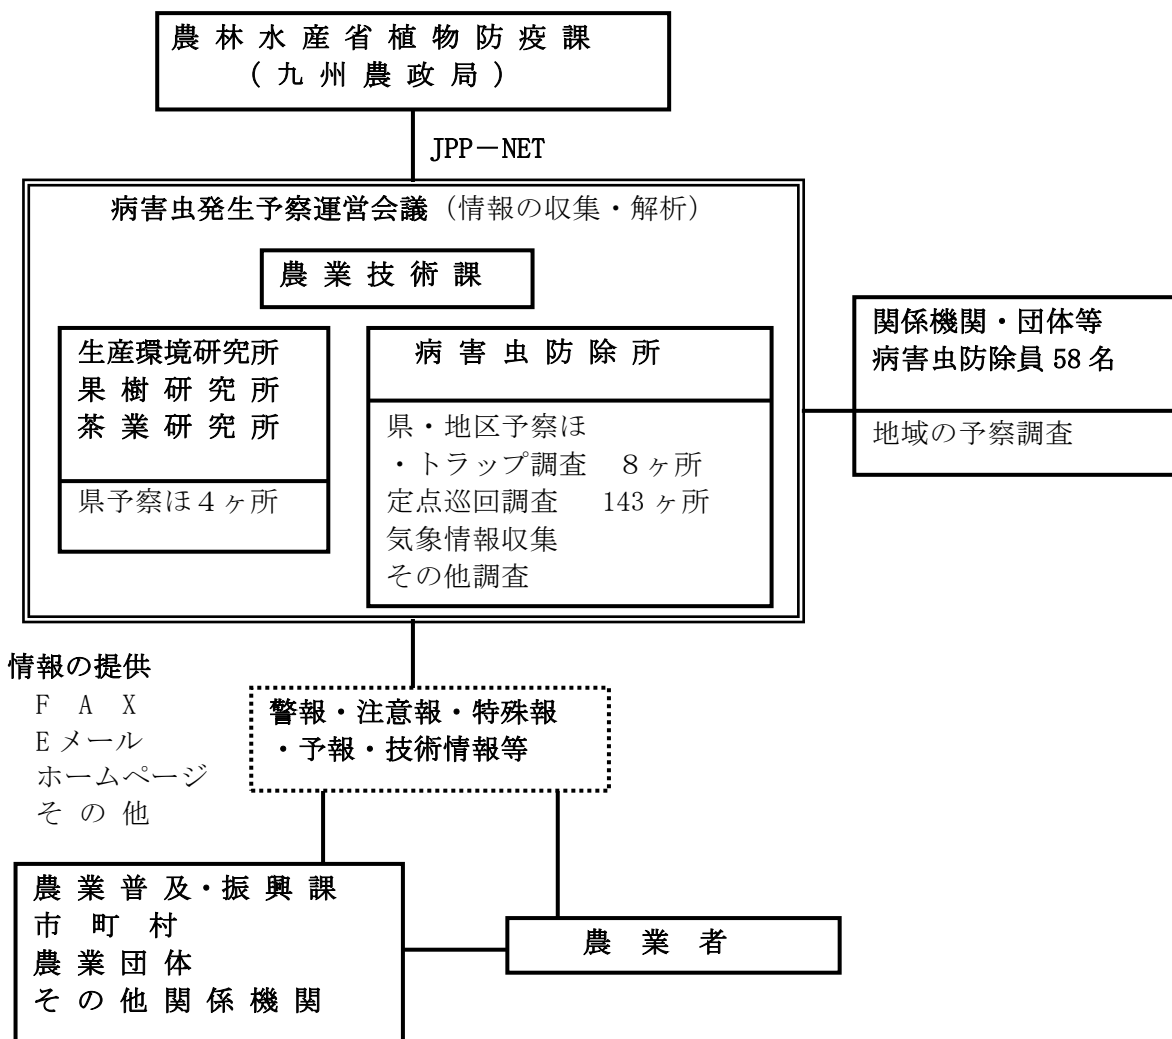 農林水産省植物防疫課
(九州農政局)
JPP－NET
病害虫発生予察運営会議（情報の収集・解析）
農業技術課
生産環境研究所
果樹研究所
茶業研究所
県予察ほ４ヶ所
病害虫防除所
県・地区予察ほ
・トラップ調査　８ヶ所
定点巡回調査　143ヶ所
気象情報収集
その他調査
関係機関・団体等
病害虫防除員58名
地域の予察調査
情報の提供
ＦＡＸ
Eメール
ホームページ
その他
警報・注意報・特殊報
・予報・技術情報等
農業普及・振興課
市町村
農業団体
その他関係機関
農業者